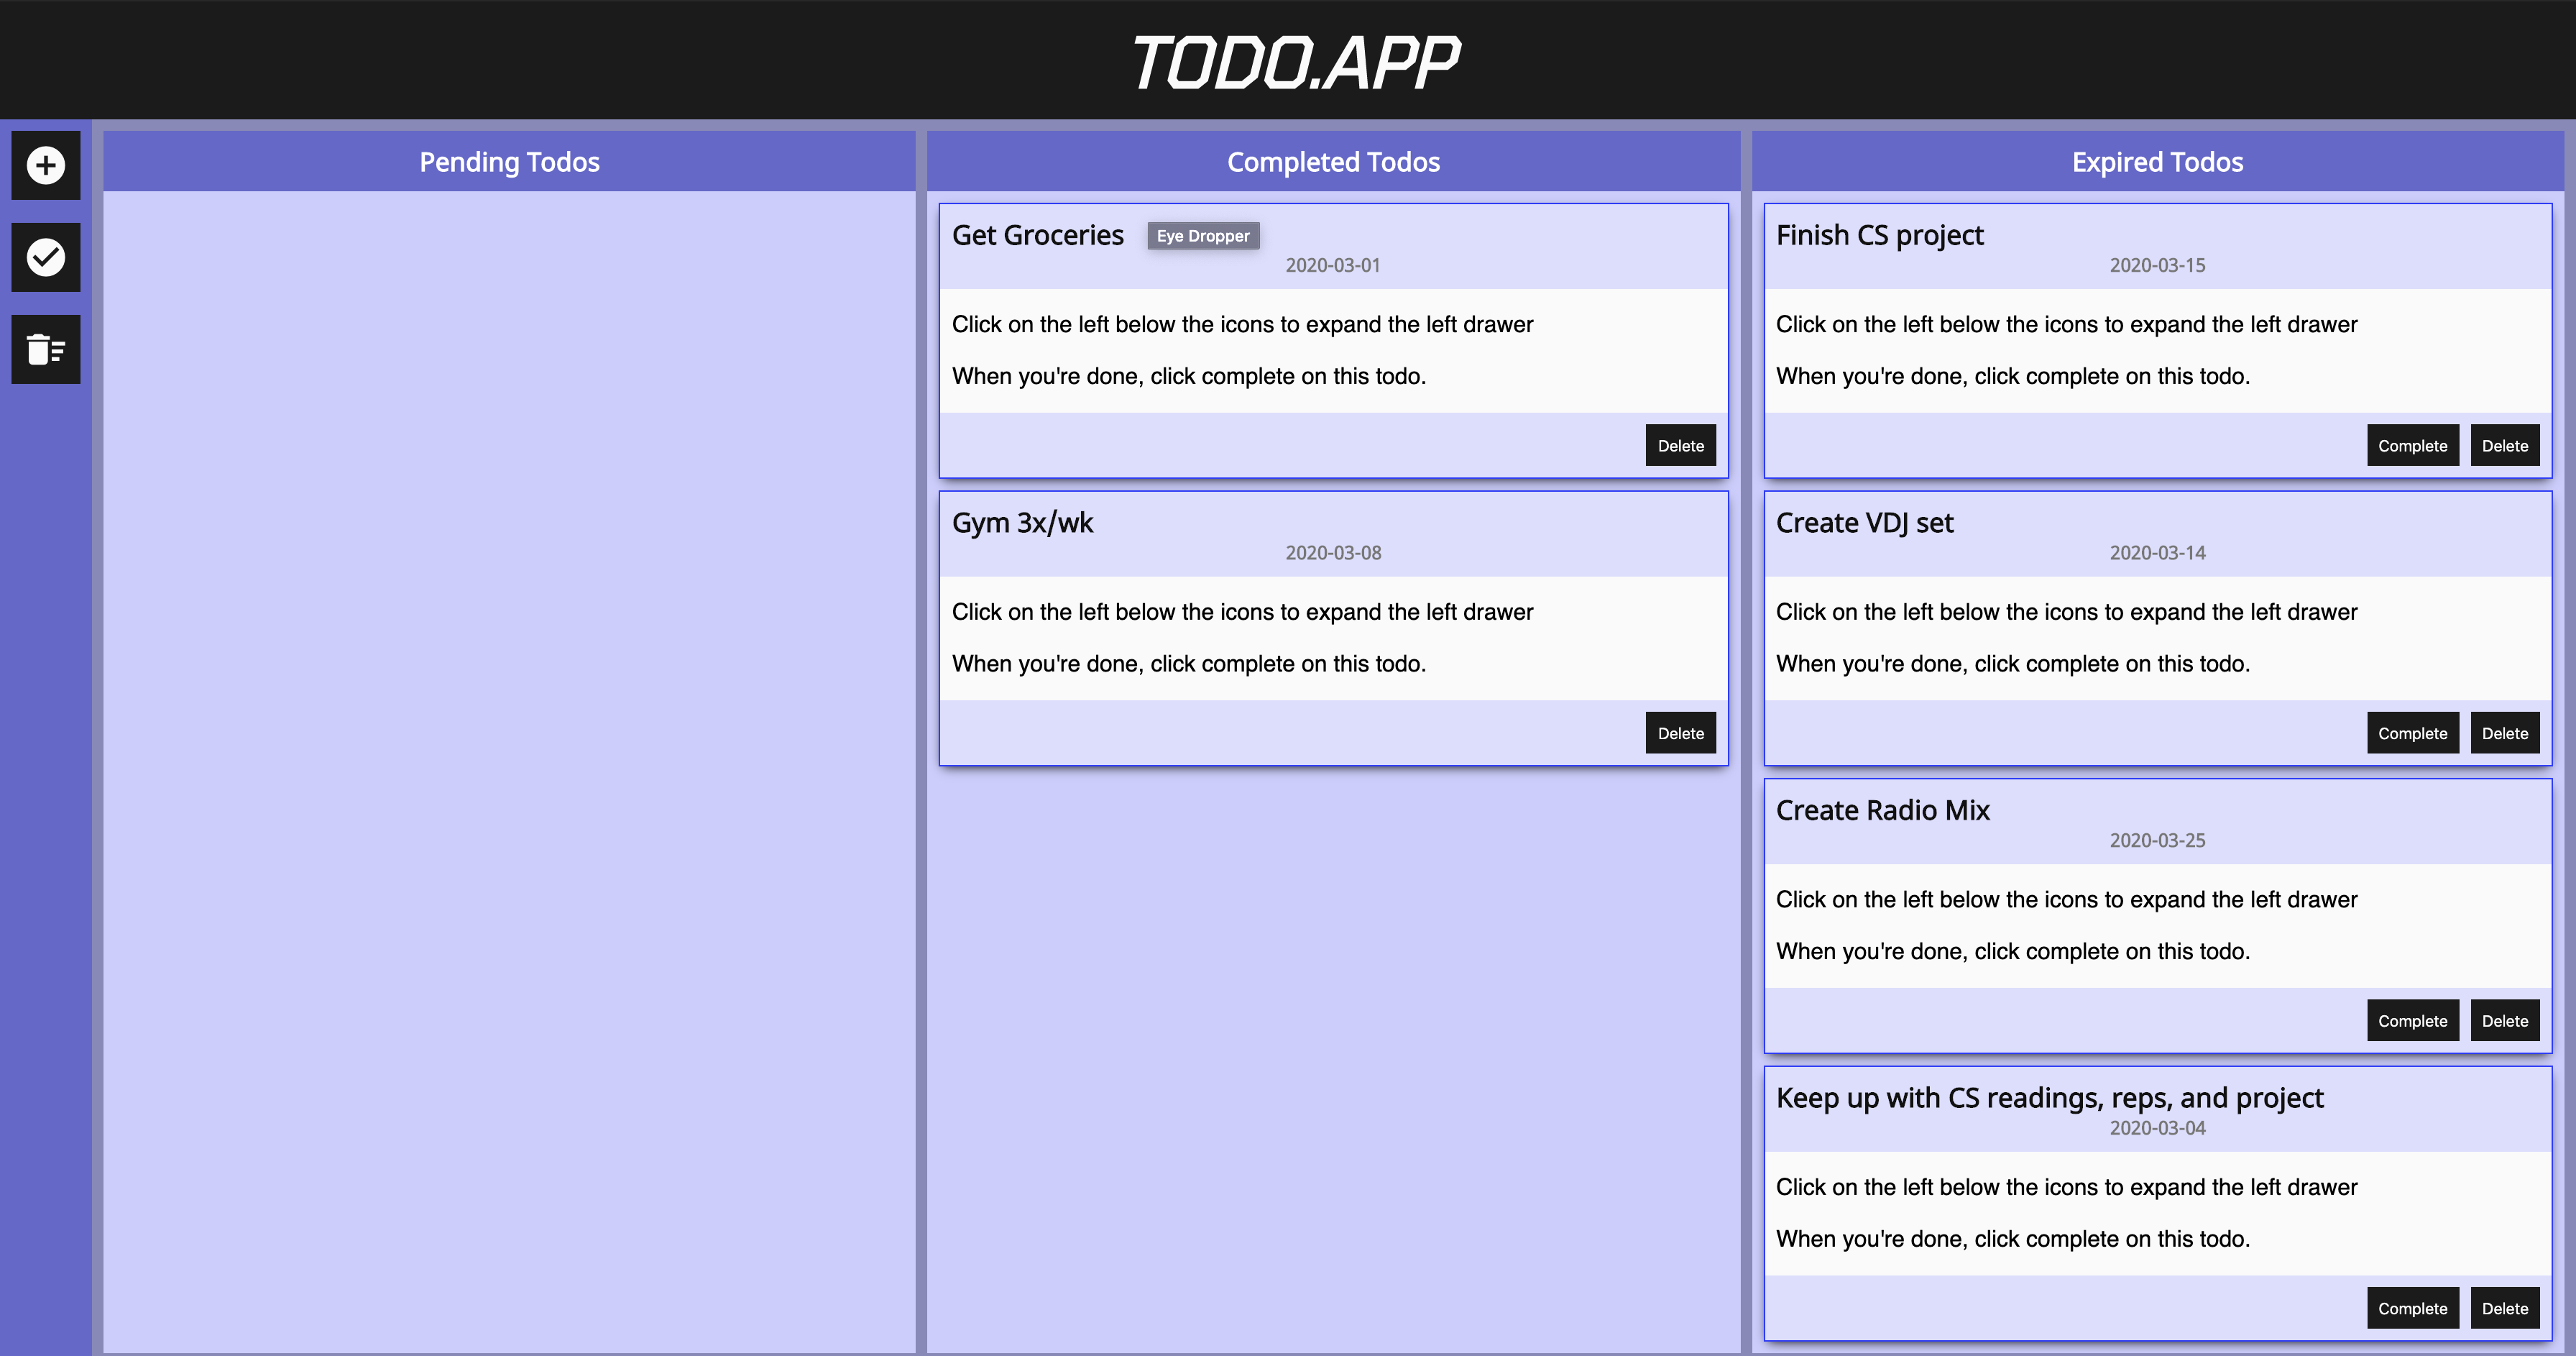 TODO.APP
Pending Todos
Completed Todos
Get Groceries
Eye Dropper
2020-03-01
Click on the left below the icons to expand the left drawer
When you're done, click complete on this todo.
Delete
Gym 3x/wk
2020-03-08
Click on the left below the icons to expand the left drawer
When you're done, click complete on this todo.
Delete
Expired Todos
Finish CS project
2020-03-15
Click on the left below the icons to expand the left drawer
When you're done, click complete on this todo.
Complete Delete
Create VDJ set
2020-03-14
Click on the left below the icons to expand the left drawer
When you're done, click complete on this todo.
Complete Delete
Create Radio Mix
2020-03-25
Click on the left below the icons to expand the left drawer
When you're done, click complete on this todo.
Complete Delete
Keep up with CS readings, reps, and project
2020-03-04
Click on the left below the icons to expand the left drawer
When you're done, click complete on this todo.
Complete Delete